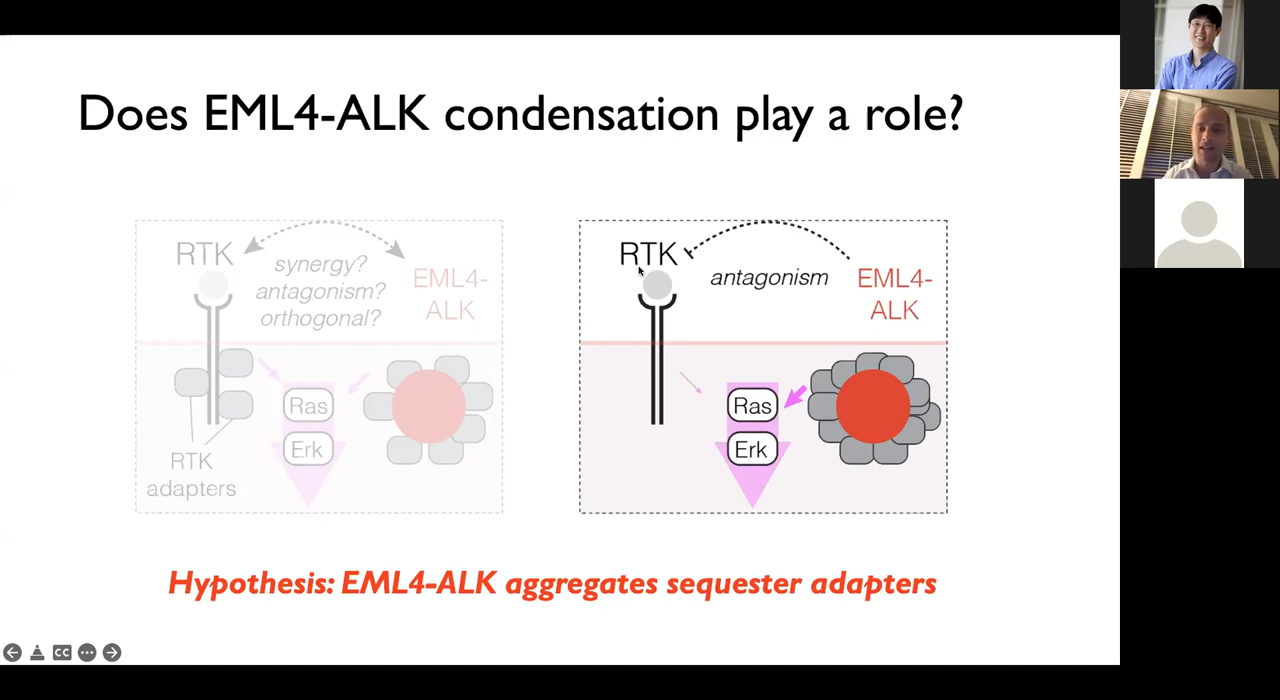 Does EML4-ALK condensation play a role?
RTK
synergy?
antagonism?
orthogonal?
EML4-
ALK
Ras
Erk
RTK
adapters
RTK
antagonism
EML4-
ALK
Ras
Erk
Hypothesis: EML4-ALK aggregates sequester adapters
CC